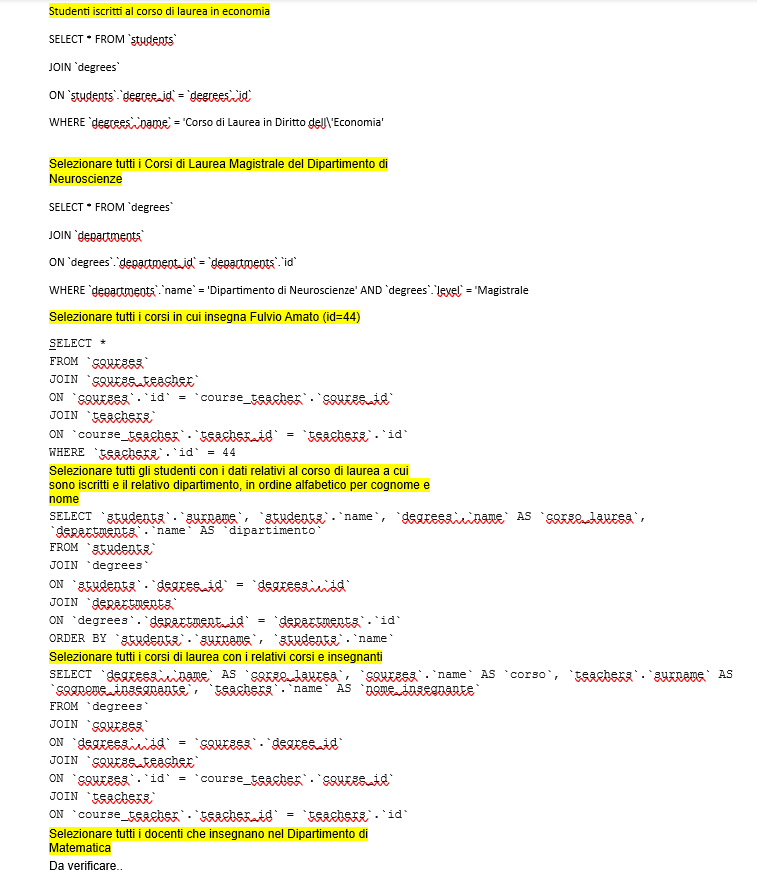 Studenti iscritti al corso di laurea in economia
SELECT * FROM `students`
JOIN `degrees`
ON `students`.`degree_id` = `degrees`.`id`
WHERE `degrees`.`name` = 'Corso di Laurea in Diritto dell\'Economia'
Selezionare tutti i Corsi di Laurea Magistrale del Dipartimento di
Neuroscienze
SELECT * FROM `degrees`
JOIN `departments`
ON `degrees`.`department_id` = `departments`.`id`
WHERE `departments`.`name` = 'Dipartimento di Neuroscienze' AND `degrees`.`level` = 'Magistrale
Selezionare tutti i corsi in cui insegna Fulvio Amato (id=44)
SELECT *
FROM `courses`
JOIN `course_teacher`
ON `courses`.`id` = `course_teacher`.`course_id`
JOIN `teachers`
ON `course_teacher`.`teacher_id` = `teachers`.`id`
WHERE `teachers`.`id` = 44
Selezionare tutti gli studenti con i dati relativi al corso di laurea a cui
sono iscritti e il relativo dipartimento, in ordine alfabetico per cognome e
nome
SELECT `students`.`surname`, `students`.`name`, `degrees`.`name` AS `corso_laurea`,
`departments`.`name` AS `dipartimento`
FROM `students`
JOIN `degrees`
ON `students`.`degree_id` = `degrees`.`id`
JOIN `departments`
ON `degrees`.`department_id` = `departments`.`id`
ORDER BY `students`.`surname`, `students`.`name`
Selezionare tutti i corsi di laurea con i relativi corsi e insegnanti
SELECT `degrees`.`name` AS `corso_laurea`, `courses`.`name` AS `corso`, `teachers`.`surname` AS
`cognome_insegnante`, `teachers`.`name` AS `nome_insegnante`
FROM `degrees`
JOIN `courses`
ON `degrees`.`id` = `courses`.`degree_id`
JOIN `course_teacher`
ON `courses`.`id` = `course_teacher`.`course_id`
JOIN `teachers`
ON `course_teacher`.`teacher_id` = `teachers`.`id`
Selezionare tutti i docenti che insegnano nel Dipartimento di
Matematica
Da verificare..